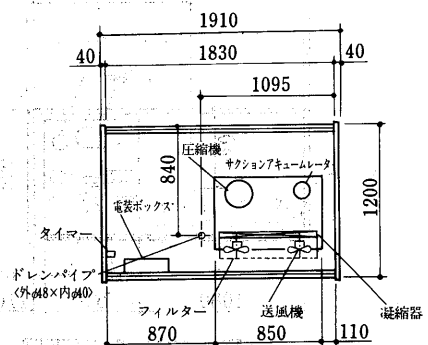 1910
40
1830
40
1095
圧縮機
サクションアキュームレータ
840
1200
電装ボックス
タイマー
ドレンパイプ
〈外φ48×内φ40〉
フィルター
送風機
凝縮器
870
850
110